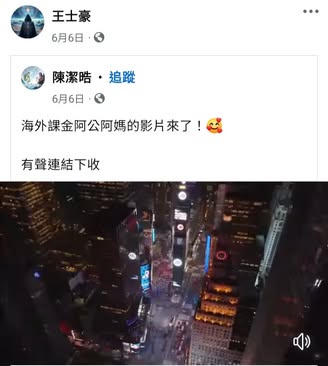 王士豪
6月6日 ·
陳潔晧 · 追蹤
6月6日 ·
海外課金阿公阿媽的影片來了！🥰
有聲連結下收